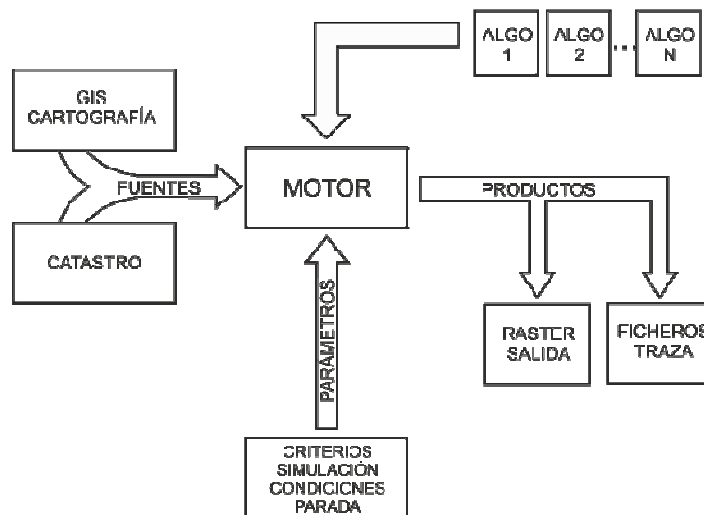 ALGO
1
ALGO
2
...
ALGO
N
GIS
CARTOGRAFÍA
FUENTES
CATASTRO
MOTOR
PRODUCTOS
RASTER
SALIDA
FICHEROS
TRAZA
PARÁMETROS
CRITERIOS
SIMULACIÓN
CONDICIONES
PARADA